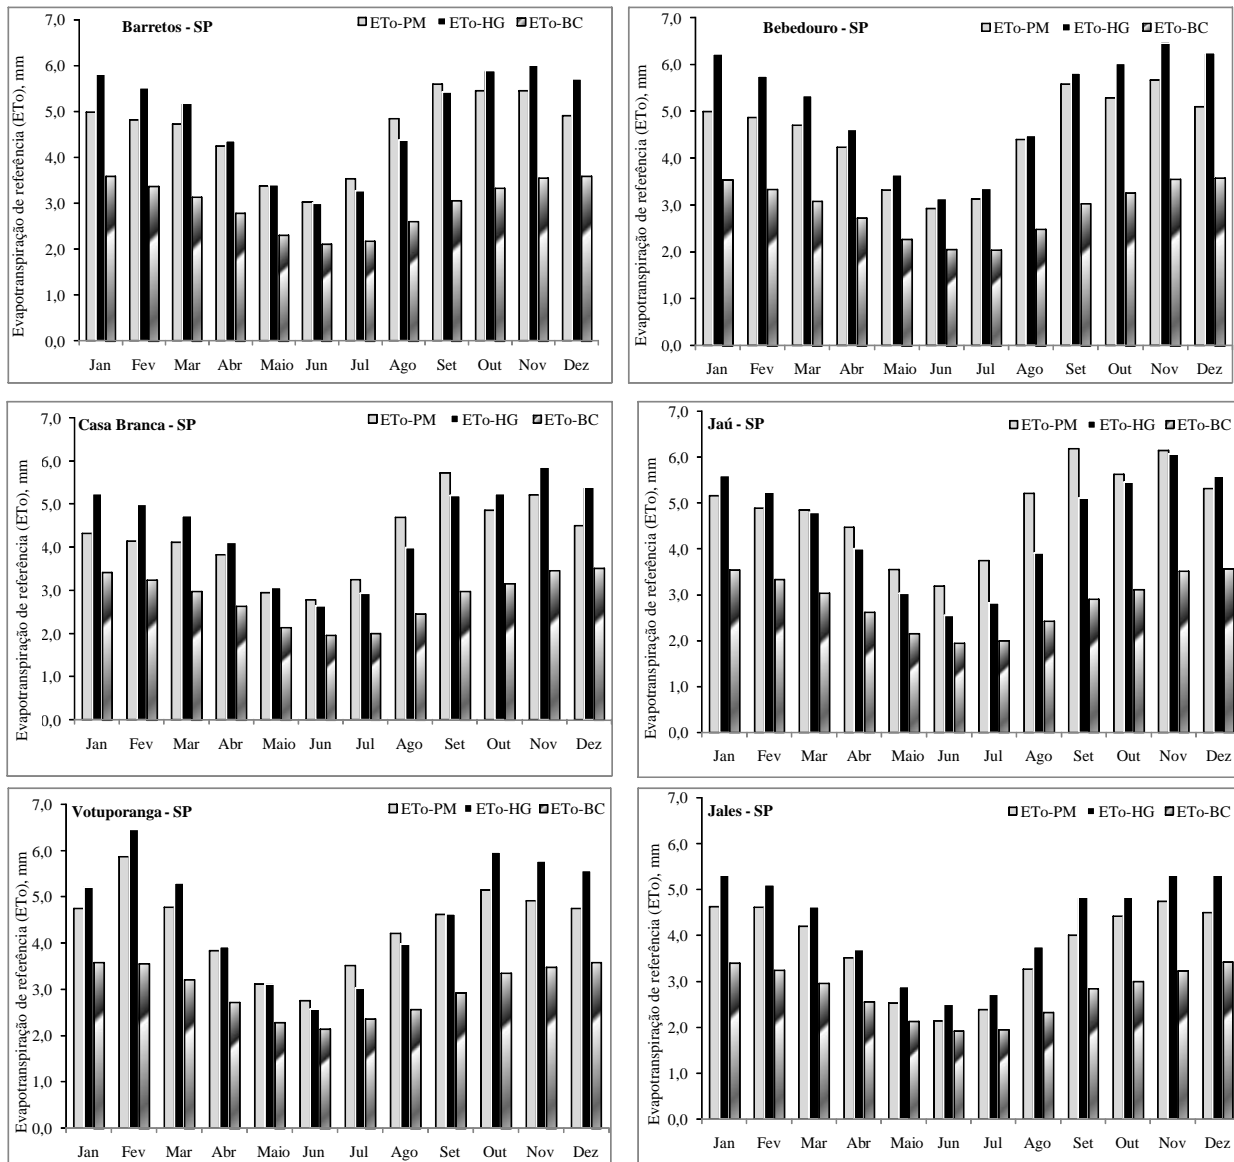 Barretos - SP
ETo-PM ETo-HG ETo-BC
Evapotranspiração de referência (ETo), mm
7,0
6,0
5,0
4,0
3,0
2,0
1,0
0,0
Jan Fev Mar Abr Maio Jun Jul Ago Set Out Nov Dez
Bebedouro - SP
ETo-PM ETo-HG ETo-BC
Evapotranspiração de referência (ETo), mm
7,0
6,0
5,0
4,0
3,0
2,0
1,0
0,0
Jan Fev Mar Abr Maio Jun Jul Ago Set Out Nov Dez
Casa Branca - SP
ETo-PM ETo-HG ETo-BC
Evapotranspiração de referência (ETo), mm
7,0
6,0
5,0
4,0
3,0
2,0
1,0
0,0
Jan Fev Mar Abr Maio Jun Jul Ago Set Out Nov Dez
Jaú - SP
ETo-PM ETo-HG ETo-BC
Evapotranspiração de referência (ETo), mm
7,0
6,0
5,0
4,0
3,0
2,0
1,0
0,0
Jan Fev Mar Abr Maio Jun Jul Ago Set Out Nov Dez
Votuporanga - SP
ETo-PM ETo-HG ETo-BC
Evapotranspiração de referência (ETo), mm
7,0
6,0
5,0
4,0
3,0
2,0
1,0
0,0
Jan Fev Mar Abr Maio Jun Jul Ago Set Out Nov Dez
Jales - SP
ETo-PM ETo-HG ETo-BC
Evapotranspiração de referência (ETo), mm
7,0
6,0
5,0
4,0
3,0
2,0
1,0
0,0
Jan Fev Mar Abr Maio Jun Jul Ago Set Out Nov Dez